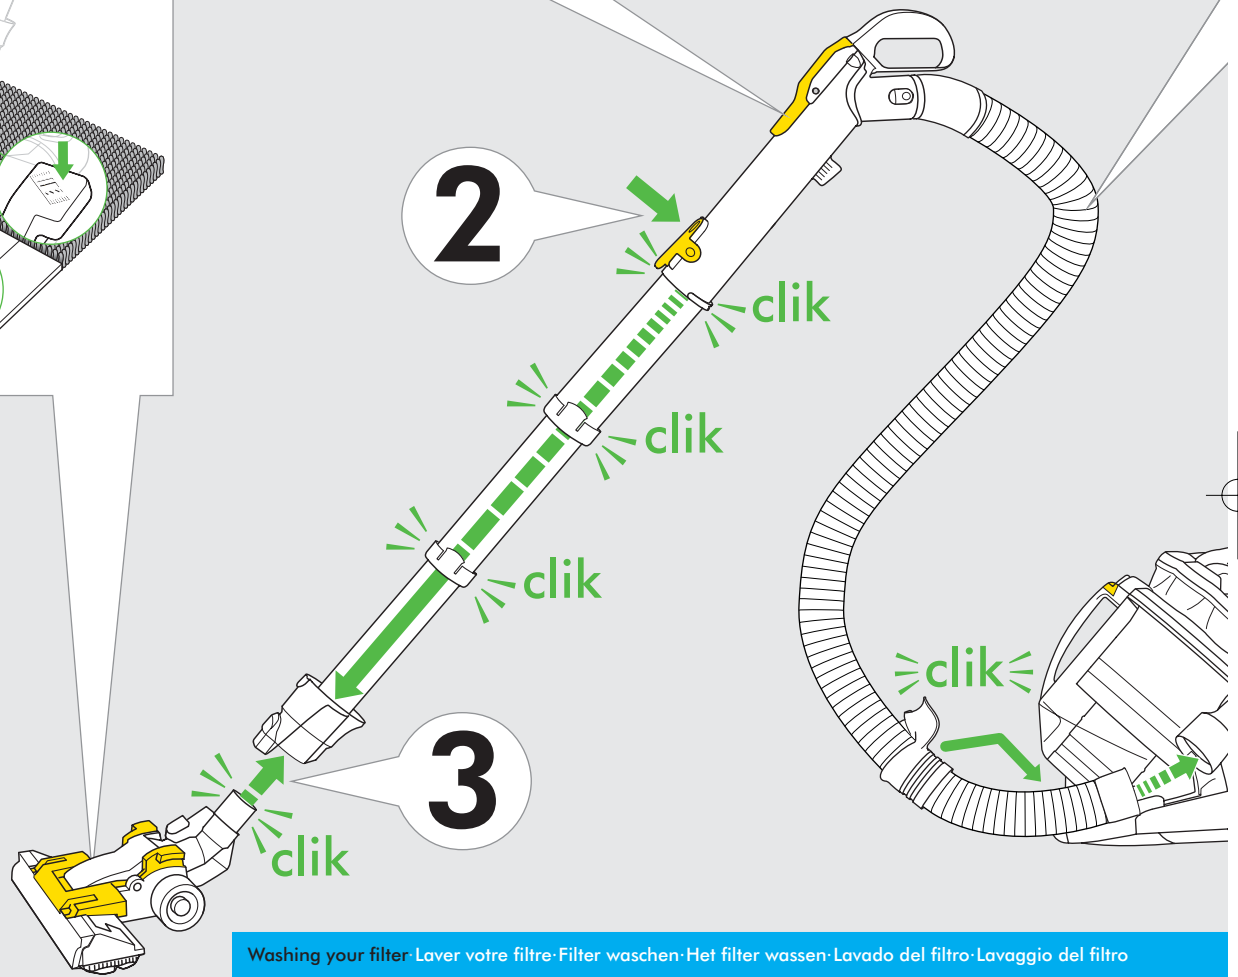 2
clik
clik
clik
clik
3
clik
Washing your filter·Laver votre filtre·Filter waschen·Het filter wassen·Lavado del filtro·Lavaggio del filtro